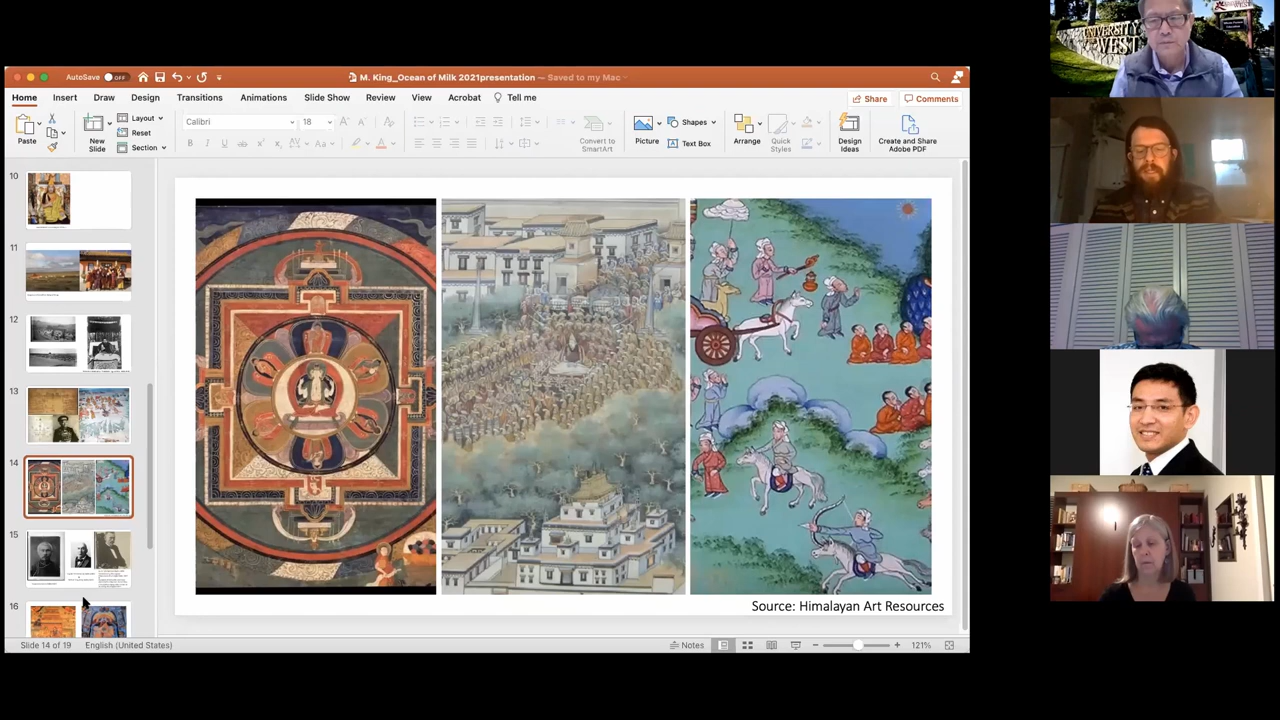 AutoSave OFF
M. King_Ocean of Milk 2021presentation — Saved to my Mac
Home Insert Draw Design Transitions Animations Slide Show Review View Acrobat Tell me
Share Comments
Paste
New Slide
Layout
Reset
Section
Calibri 18
Convert to SmartArt
Picture
Shapes
Text Box
Arrange
Quick Styles
Design Ideas
Create and Share Adobe PDF
10
11
12
13
14
15
16
Source: Himalayan Art Resources
Slide 14 of 19 English (United States)
Notes
121%
UNIVERSITY
WEST